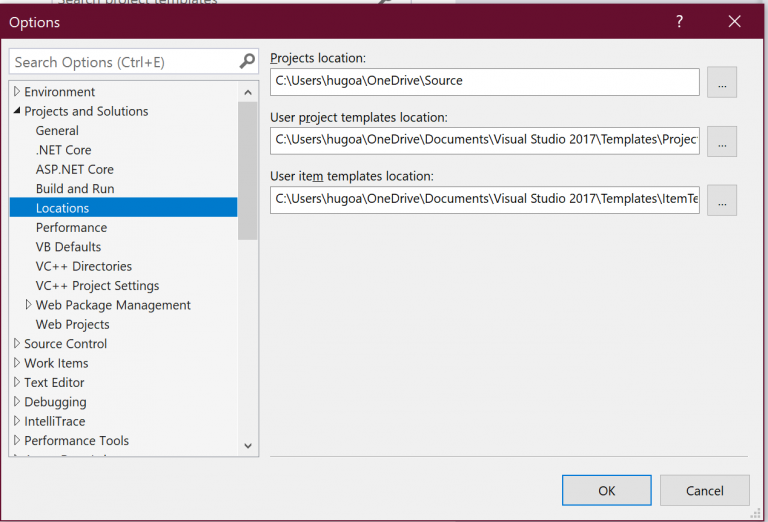 Search project templates
Options
?
Search Options (Ctrl+E)
Environment
Projects and Solutions
General
.NET Core
ASP.NET Core
Build and Run
Locations
Performance
VB Defaults
VC++ Directories
VC++ Project Settings
Web Package Management
Web Projects
Source Control
Work Items
Text Editor
Debugging
IntelliTrace
Performance Tools
Projects location:
C:\Users\hugoa\OneDrive\Source
...
User project templates location:
C:\Users\hugoa\OneDrive\Documents\Visual Studio 2017\Templates\Projec
...
User item templates location:
C:\Users\hugoa\OneDrive\Documents\Visual Studio 2017\Templates\ItemTe
...
OK
Cancel